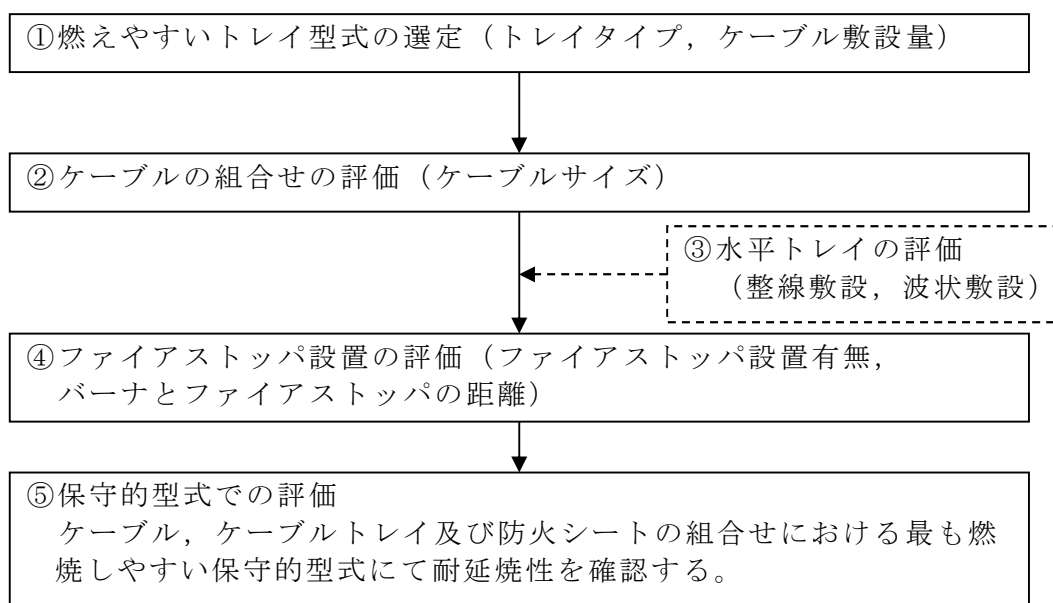 ①燃えやすいトレイ型式の選定（トレイタイプ，ケーブル敷設量）
②ケーブルの組合せの評価（ケーブルサイズ）
③水平トレイの評価
（整線敷設，波状敷設）
④ファイアストッパ設置の評価（ファイアストッパ設置有無，
バーナとファイアストッパの距離）
⑤保守的型式での評価
ケーブル，ケーブルトレイ及び防火シートの組合せにおける最も燃
焼しやすい保守的型式にて耐延焼性を確認する。